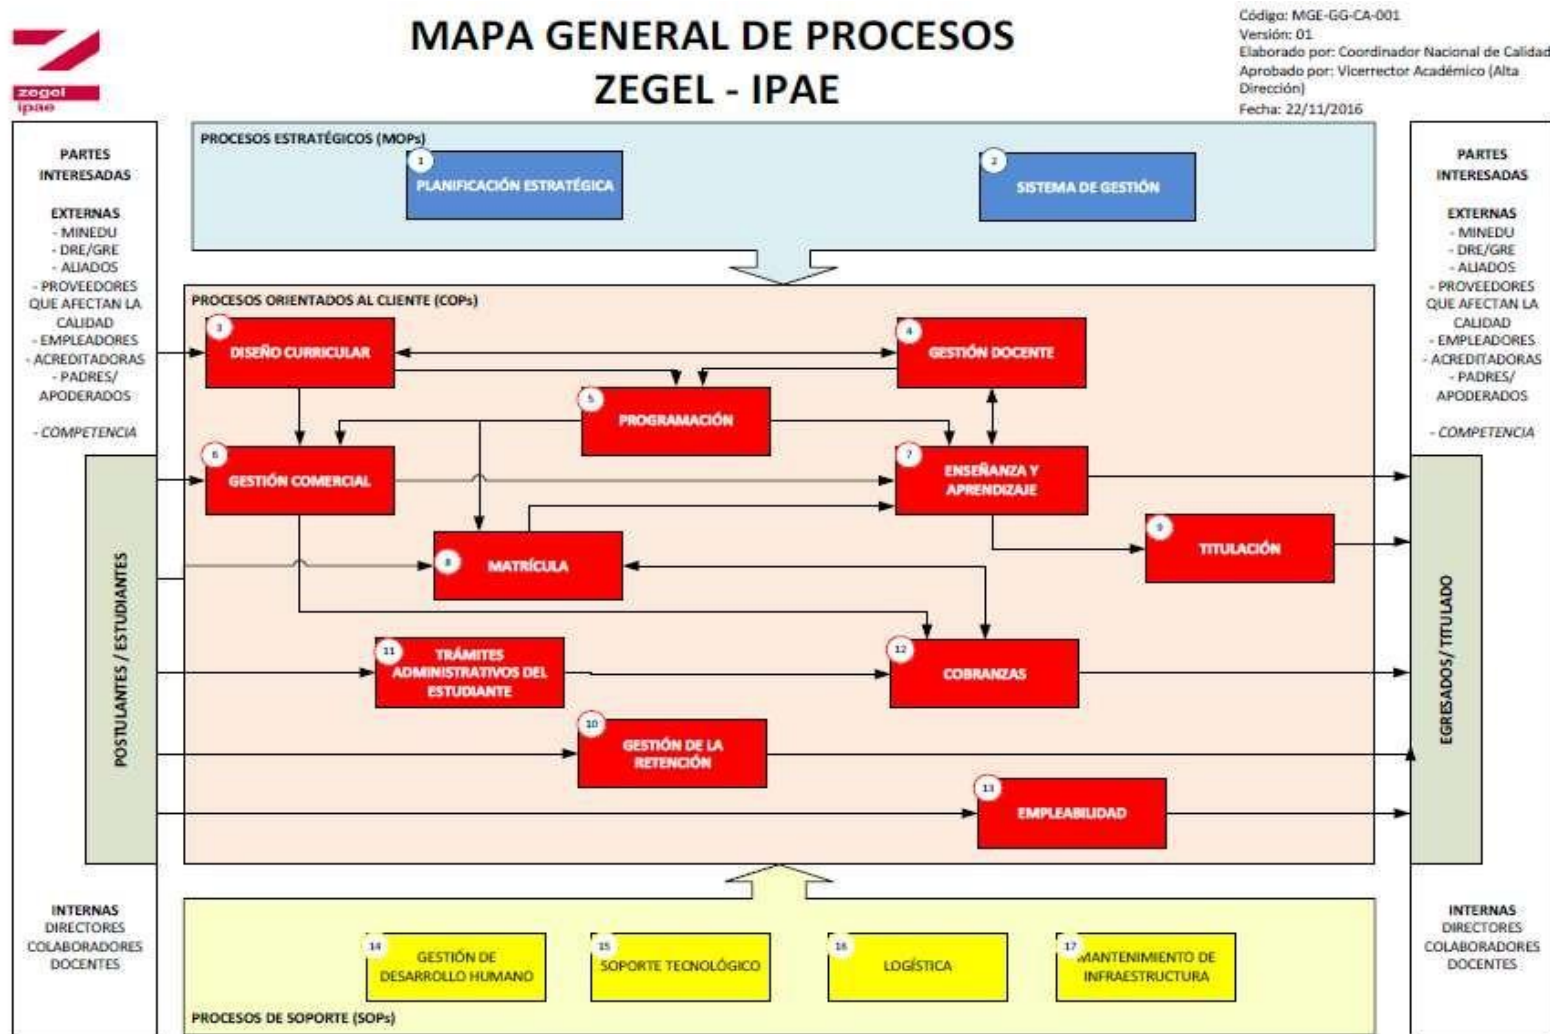 MAPA GENERAL DE PROCESOS
ZEGEL - IPAE
zegel
ipae
Código: MGE-GG-CA-001
Versión: 01
Elaborado por: Coordinador Nacional de Calidad
Aprobado por: Vicerrector Académico (Alta
Dirección)
Fecha: 22/11/2016
PARTES
INTERESADAS
EXTERNAS
- MINEDU
- DRE/GRE
- ALIADOS
- PROVEEDORES
QUE AFECTAN LA
CALIDAD
- EMPLEADORES
- ACREDITADORAS
- PADRES/
APODERADOS
- COMPETENCIA
POSTULANTES / ESTUDIANTES
INTERNAS
DIRECTORES
COLABORADORES
DOCENTES
PROCESOS ESTRATÉGICOS (MOPs)
1
PLANIFICACIÓN ESTRATÉGICA
2
SISTEMA DE GESTIÓN
PROCESOS ORIENTADOS AL CLIENTE (COPs)
3
DISEÑO CURRICULAR
4
GESTIÓN DOCENTE
5
PROGRAMACIÓN
6
GESTIÓN COMERCIAL
7
ENSEÑANZA Y
APRENDIZAJE
8
MATRÍCULA
9
TITULACIÓN
11
TRÁMITES
ADMINISTRATIVOS DEL
ESTUDIANTE
12
COBRANZAS
10
GESTIÓN DE LA
RETENCIÓN
13
EMPLEABILIDAD
14
GESTIÓN DE
DESARROLLO HUMANO
15
SOPORTE TECNOLÓGICO
16
LOGÍSTICA
17
MANTENIMIENTO DE
INFRAESTRUCTURA
PROCESOS DE SOPORTE (SOPs)
PARTES
INTERESADAS
EXTERNAS
- MINEDU
- DRE/GRE
- ALIADOS
- PROVEEDORES
QUE AFECTAN LA
CALIDAD
- EMPLEADORES
- ACREDITADORAS
- PADRES/
APODERADOS
- COMPETENCIA
EGRESADOS/ TITULADO
INTERNAS
DIRECTORES
COLABORADORES
DOCENTES